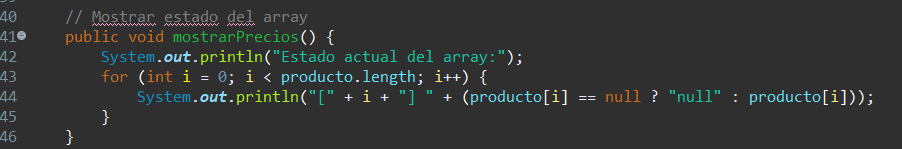 40 // Mostrar estado del array
41 public void mostrarPrecios() {
42 System.out.println("Estado actual del array:");
43 for (int i = 0; i < producto.length; i++) {
44 System.out.println("[" + i + "] " + (producto[i] == null ? "null" : producto[i]));
45 }
46 }